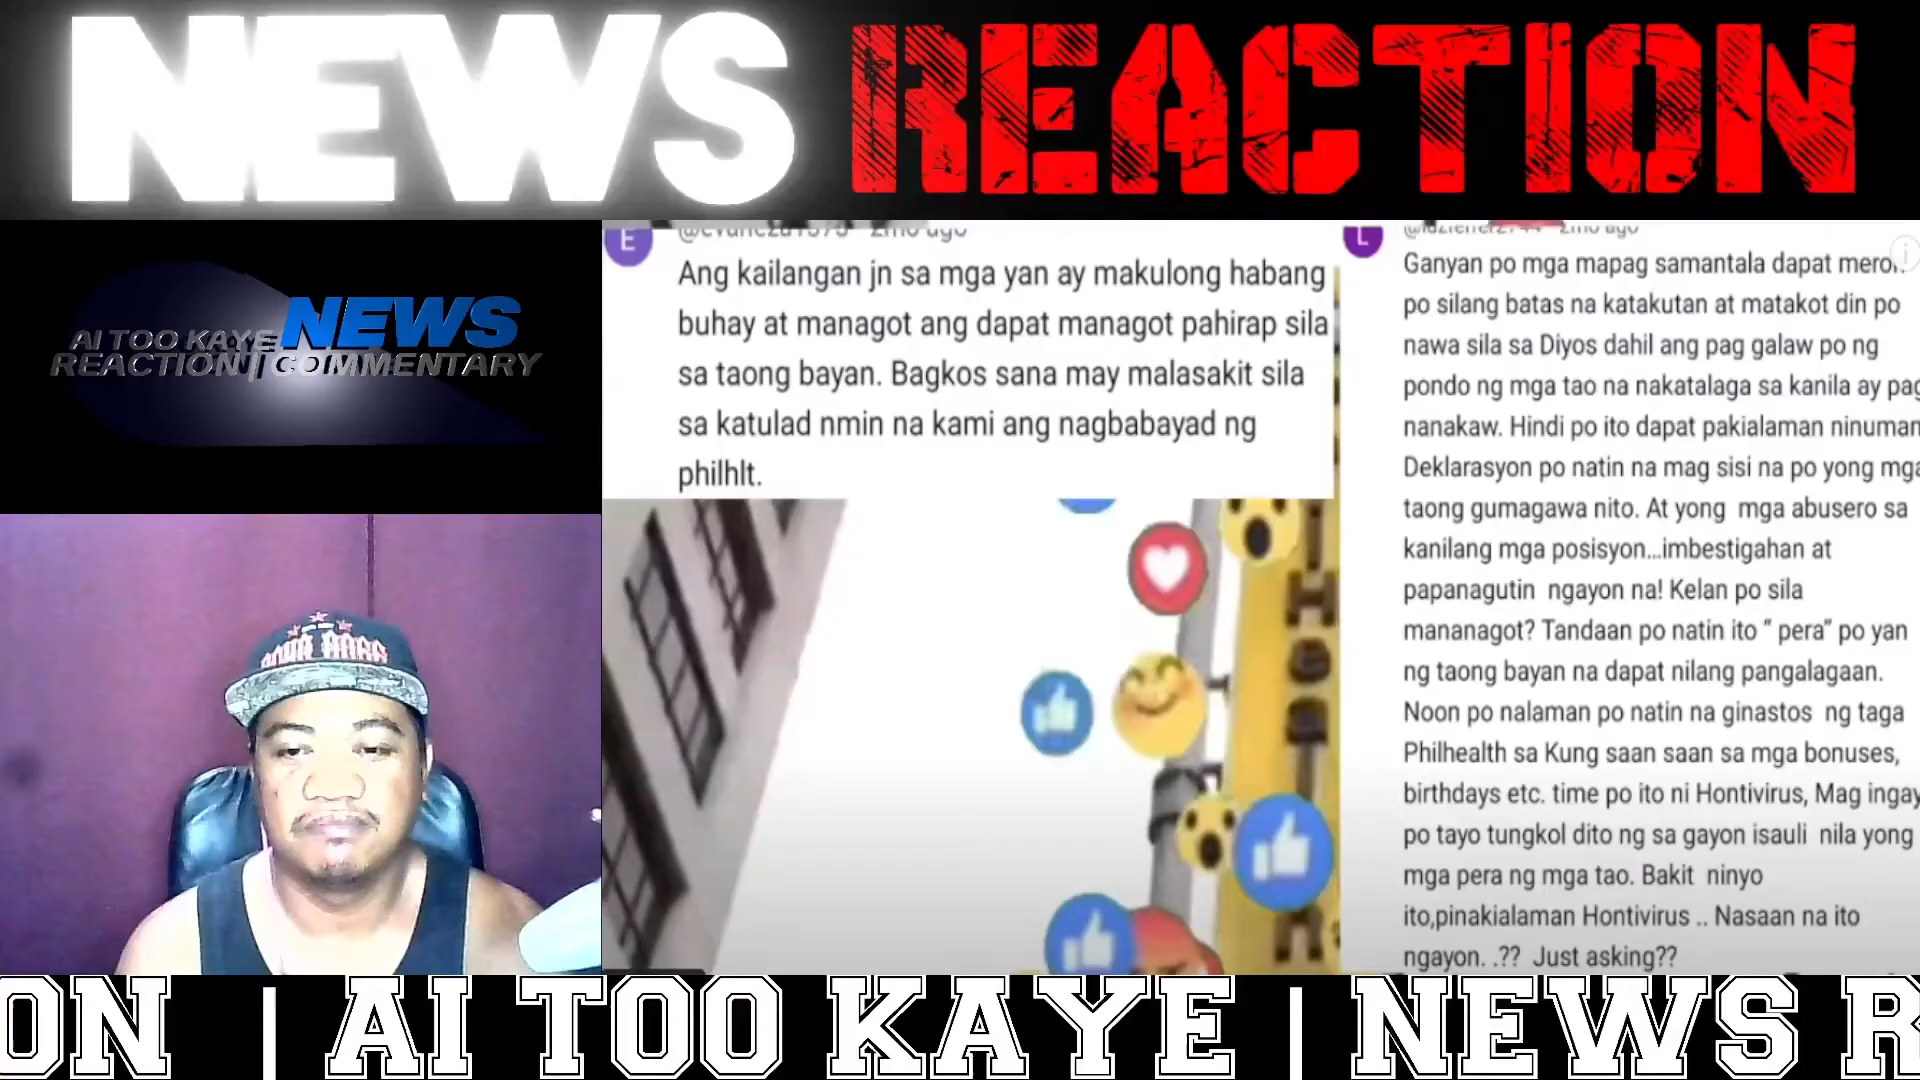 NEWS REACTION
AI TOO KAYE NEWS
REACTION | COMMENTARY
E
2mo ago
Ang kailangan jn sa mga yan ay makulong habang
buhay at managot ang dapat managot pahirap sila
sa taong bayan. Bagkos sana may malasakit sila
sa katulad nmin na kami ang nagbabayad ng
philhlt.
L
2mo ago
Ganyan po mga mapag samantala dapat meron
po silang batas na katakutan at matakot din po
nawa sila sa Diyos dahil ang pag galaw po ng
pondo ng mga tao na nakatalaga sa kanila ay pag
nanakaw. Hindi po ito dapat pakialaman ninuman
Deklarasyon po natin na mag sisi na po yong mga
taong gumagawa nito. At yong mga abusero sa
kanilang mga posisyon...imbestigahan at
papanagutin ngayon na! Kelan po sila
mananagot? Tandaan po natin ito “ pera” po yan
ng taong bayan na dapat nilang pangalagaan.
Noon po nalaman po natin na ginastos ng taga
Philhealth sa Kung saan saan sa mga bonuses,
birthdays etc. time po ito ni Hontivirus, Mag ingay
po tayo tungkol dito ng sa gayon isauli nila yong
mga pera ng mga tao. Bakit ninyo
ito,pinakialaman Hontivirus .. Nasaan na ito
ngayon. .?? Just asking??
ON | AI TOO KAYE | NEWS R